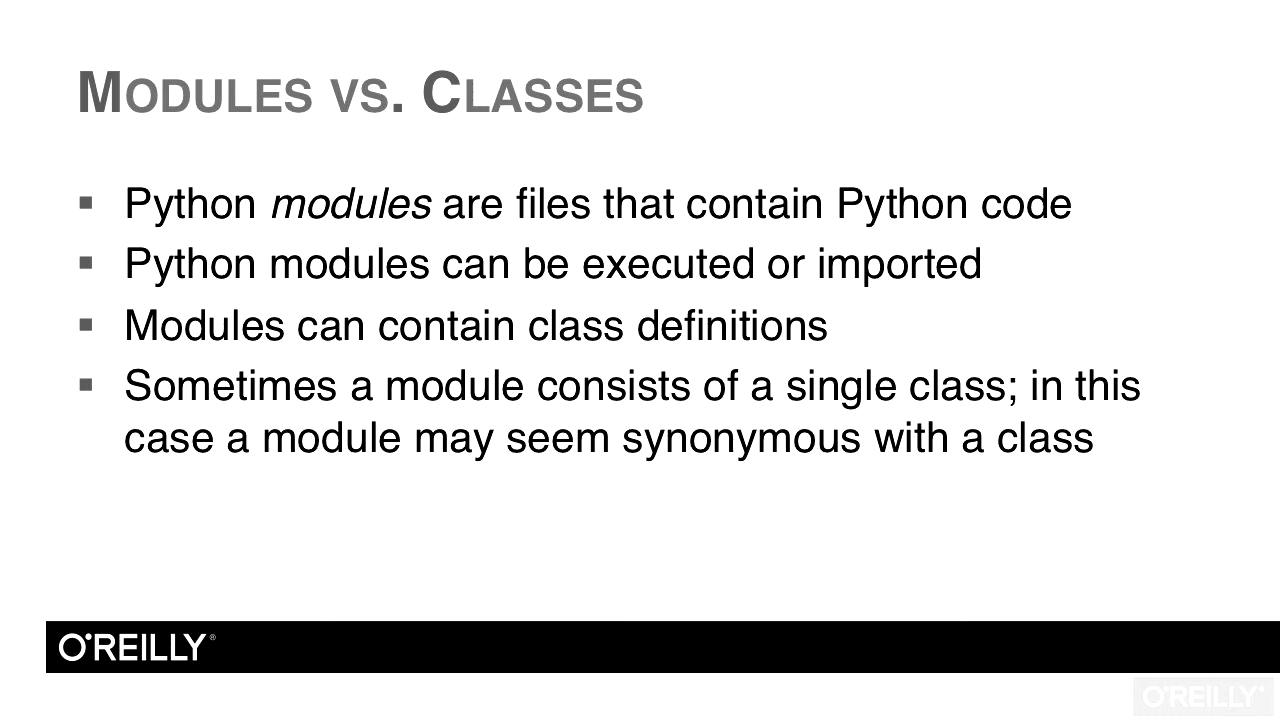 MODULES VS. CLASSES
▪ Python modules are files that contain Python code
▪ Python modules can be executed or imported
▪ Modules can contain class definitions
▪ Sometimes a module consists of a single class; in this
case a module may seem synonymous with a class
O'REILLY®
O'REILLY